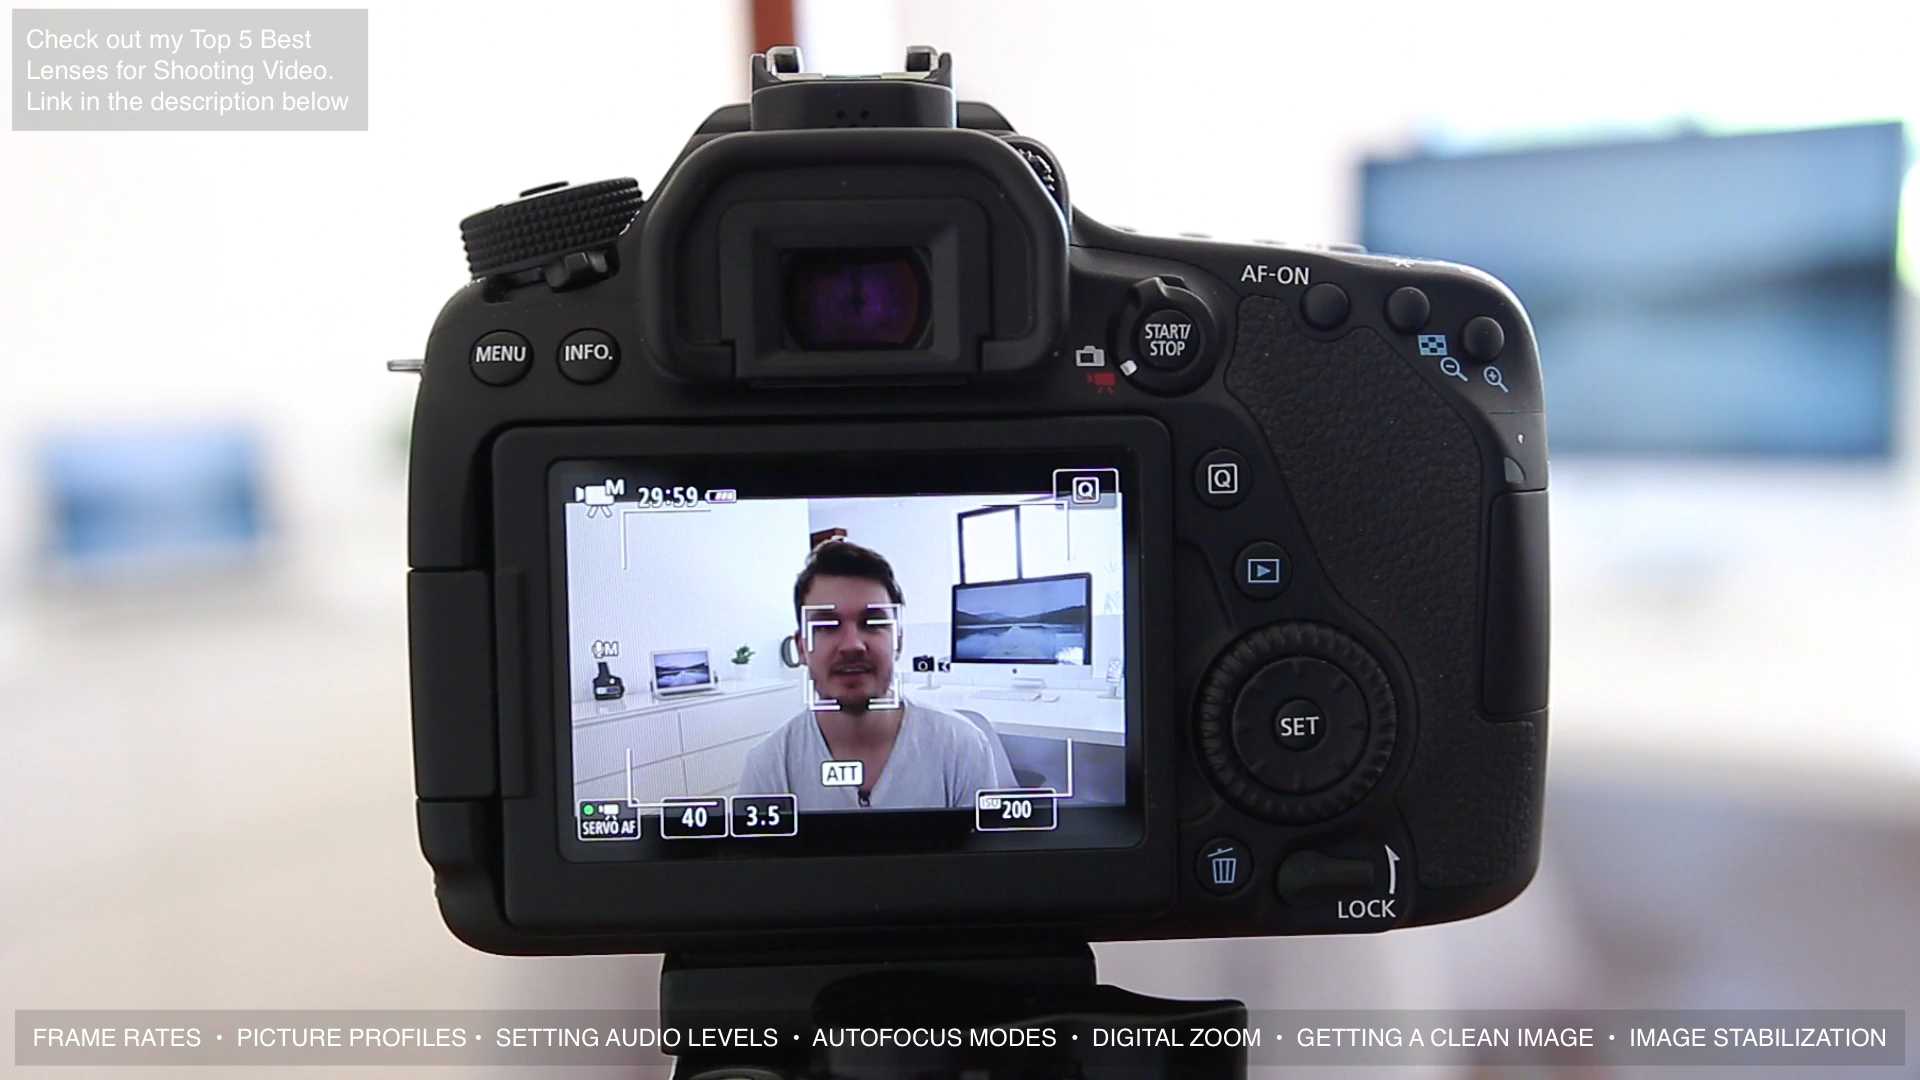 Check out my Top 5 Best
Lenses for Shooting Video.
Link in the description below
AF-ON
START/
STOP
MENU
INFO.
Q
M
29:59
Q
M
SET
ATT
SERVO AF
40
3.5
ISO
200
LOCK
FRAME RATES • PICTURE PROFILES • SETTING AUDIO LEVELS • AUTOFOCUS MODES • DIGITAL ZOOM • GETTING A CLEAN IMAGE • IMAGE STABILIZATION